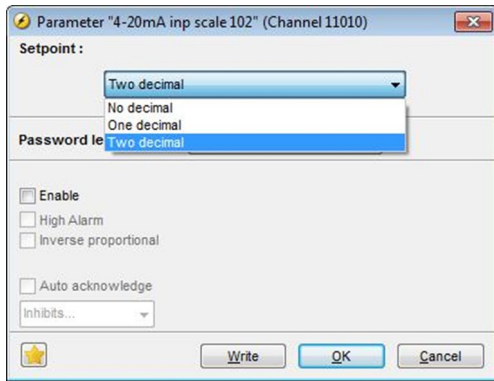 Parameter "4-20mA inp scale 102" (Channel 11010)
Setpoint :
Two decimal
No decimal
One decimal
Two decimal
Password le
Enable
High Alarm
Inverse proportional
Auto acknowledge
Inhibits...
Write OK Cancel